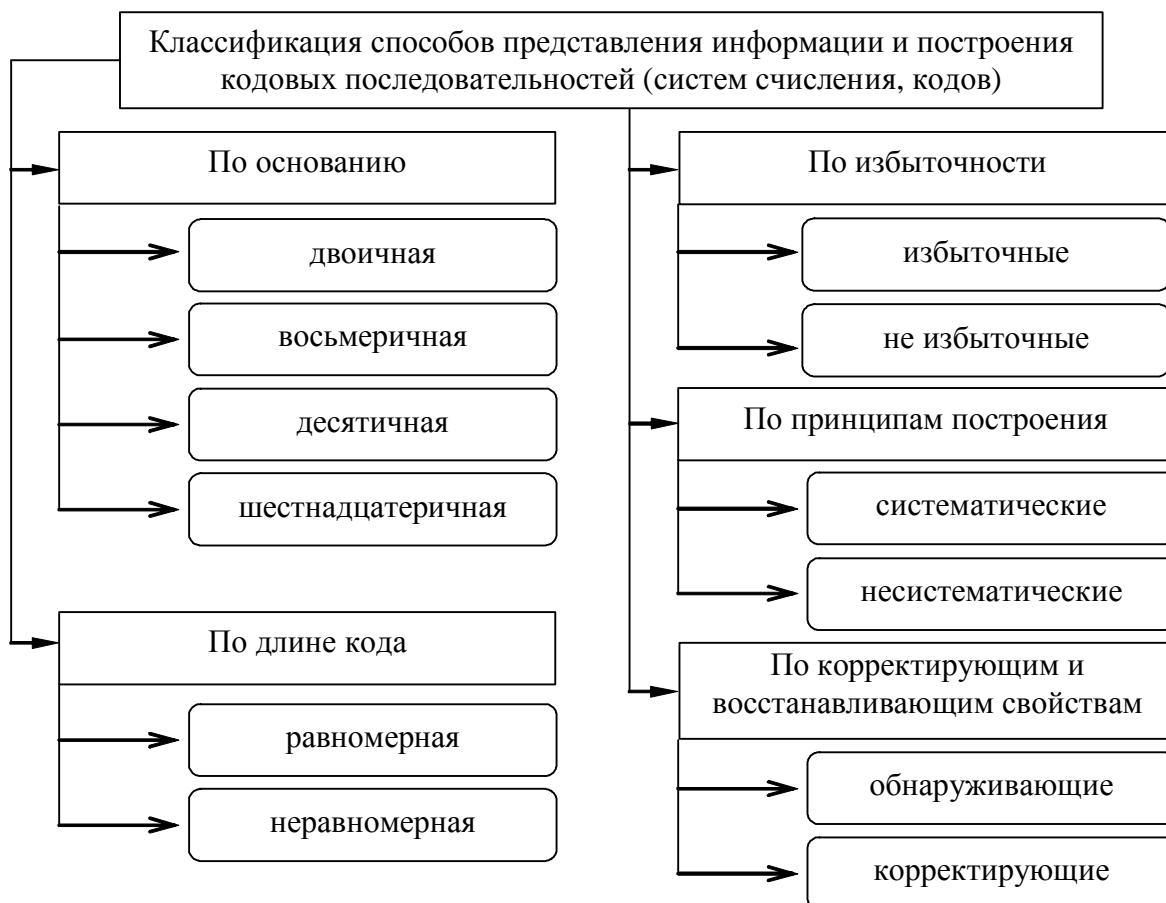 Классификация способов представления информации и построения
кодовых последовательностей (систем счисления, кодов)
По основанию
двоичная
восьмеричная
десятичная
шестнадцатеричная
По длине кода
равномерная
неравномерная
По избыточности
избыточные
не избыточные
По принципам построения
систематические
несистематические
По корректирующим и
восстанавливающим свойствам
обнаруживающие
корректирующие